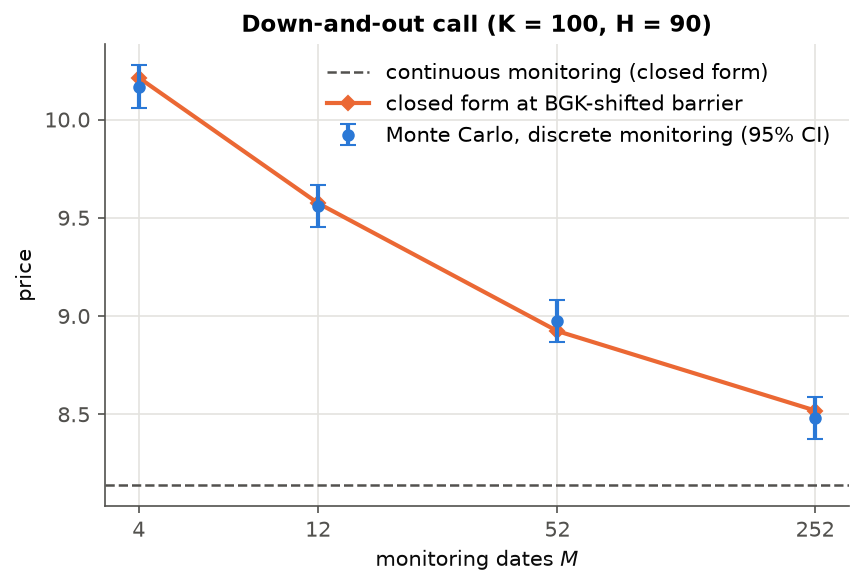 Down-and-out call (K = 100, H = 90)
continuous monitoring (closed form)
closed form at BGK-shifted barrier
Monte Carlo, discrete monitoring (95% CI)
10.0
9.5
9.0
8.5
price
4 12 52 252
monitoring dates M